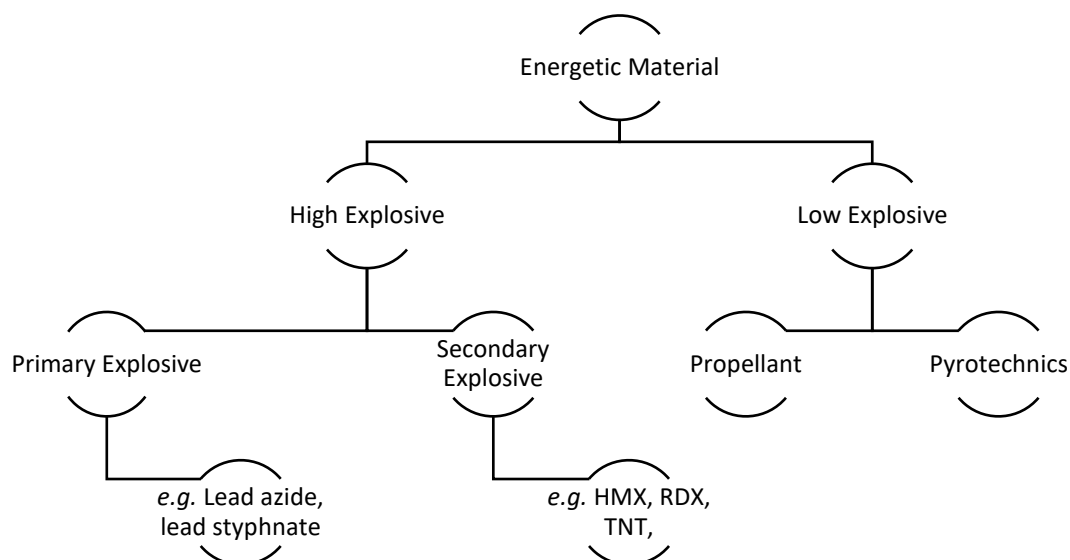 Energetic Material
High Explosive
Low Explosive
Primary Explosive
Secondary
Explosive
Propellant
Pyrotechnics
e.g. Lead azide,
lead styphnate
e.g. HMX, RDX,
TNT,